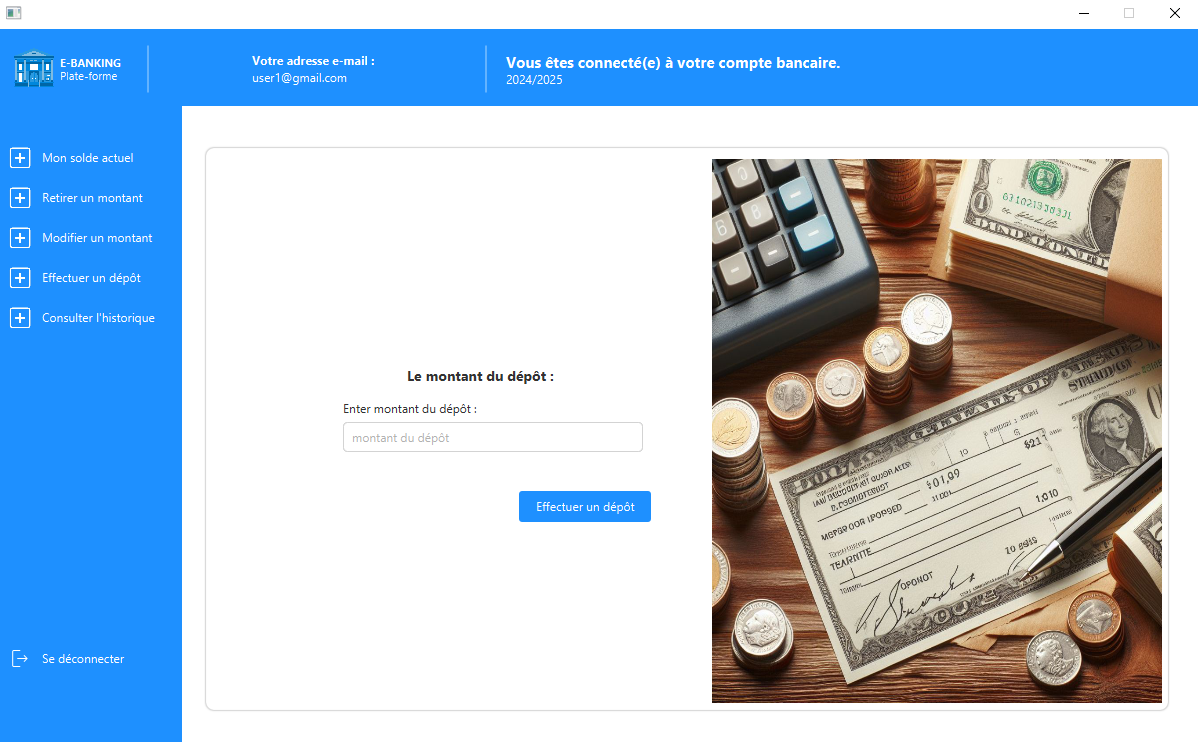 E-BANKING
Plate-forme
Votre adresse e-mail :
user1@gmail.com
Vous êtes connecté(e) à votre compte bancaire.
2024/2025
Mon solde actuel
Retirer un montant
Modifier un montant
Effectuer un dépôt
Consulter l'historique
Se déconnecter
Le montant du dépôt :
Enter montant du dépôt :
montant du dépôt
Effectuer un dépôt